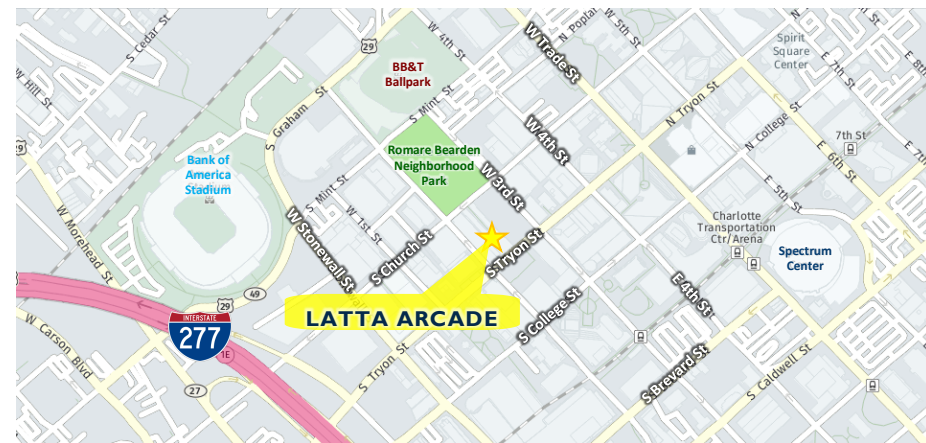 S Cedar St
29
W 4th St
BB&T
Ballpark
W Trade St
N Poplar
W 5th St
Spirit
Square
Center
E 7th St
E 8th
W Hill St
S Graham St
S Mint St
N Tryon St
N College St
7th St
E 6th St
E 7th
Romare Bearden
Neighborhood
Park
W 4th St
W 3rd St
Bank of
America
Stadium
29
S Mint St
W 1st St
E 5th St
W Morehead St
W Stonewall St
S Church St
S Tryon St
Charlotte
Transportation
Ctr/Arena
Spectrum
Center
49
29
E 4th St
S College St
LATTA ARCADE
INTERSTATE
277
1E
W Carson Blvd
27
S Tryon St
S.Brevard St
S Caldwell St